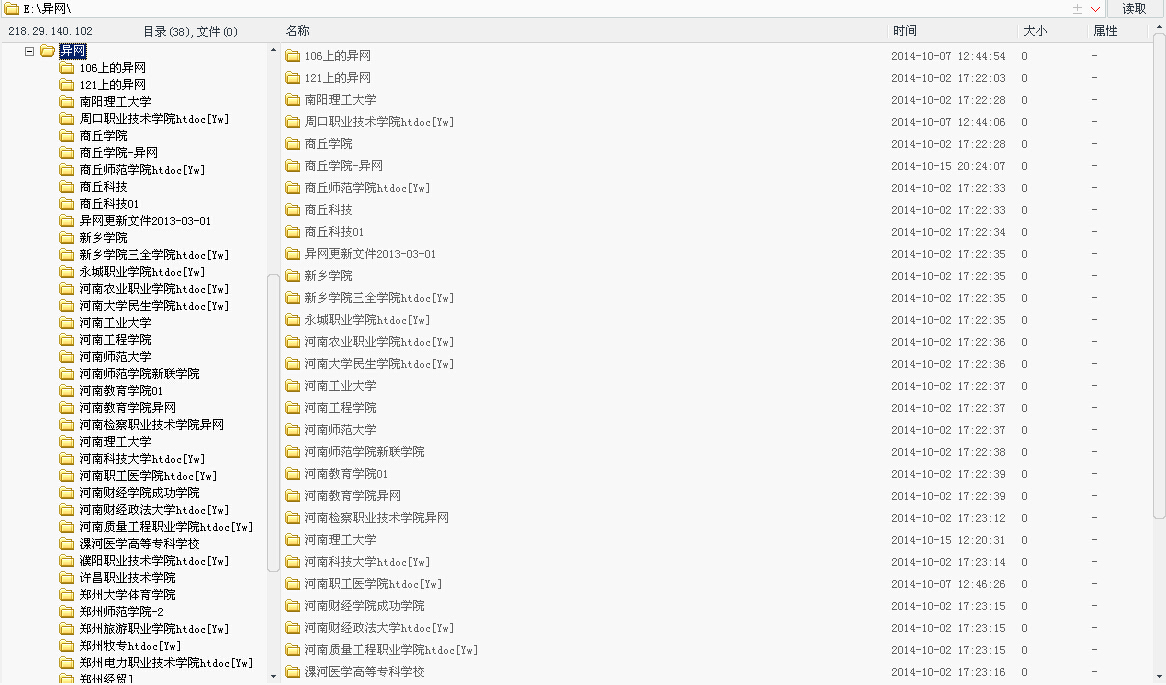 E:\异网\
读取
218.29.140.102 目录(38),文件(0) 名称 时间 大小 属性
异网
106上的异网
121上的异网
南阳理工大学
周口职业技术学院htdoc[Yw]
商丘学院
商丘学院-异网
商丘师范学院htdoc[Yw]
商丘科技
商丘科技01
异网更新文件2013-03-01
新乡学院
新乡学院三全学院htdoc[Yw]
永城职业学院htdoc[Yw]
河南农业职业学院htdoc[Yw]
河南大学民生学院htdoc[Yw]
河南工业大学
河南工程学院
河南师范大学
河南师范学院新联学院
河南教育学院01
河南教育学院异网
河南检察职业技术学院异网
河南理工大学
河南科技大学htdoc[Yw]
河南职工医学院htdoc[Yw]
河南财经学院成功学院
河南财经政法大学htdoc[Yw]
河南质量工程职业学院htdoc[Yw]
漯河医学高等专科学校
濮阳职业技术学院htdoc[Yw]
许昌职业技术学院
郑州大学体育学院
郑州师范学院-2
郑州旅游职业学院htdoc[Yw]
郑州牧专htdoc[Yw]
郑州电力职业技术学院htdoc[Yw]
郑州经贸]
106上的异网 2014-10-07 12:44:54 0 -
121上的异网 2014-10-02 17:22:03 0 -
南阳理工大学 2014-10-02 17:22:28 0 -
周口职业技术学院htdoc[Yw] 2014-10-07 12:44:06 0 -
商丘学院 2014-10-02 17:22:28 0 -
商丘学院-异网 2014-10-15 20:24:07 0 -
商丘师范学院htdoc[Yw] 2014-10-02 17:22:33 0 -
商丘科技 2014-10-02 17:22:33 0 -
商丘科技01 2014-10-02 17:22:34 0 -
异网更新文件2013-03-01 2014-10-02 17:22:35 0 -
新乡学院 2014-10-02 17:22:35 0 -
新乡学院三全学院htdoc[Yw] 2014-10-02 17:22:35 0 -
永城职业学院htdoc[Yw] 2014-10-02 17:22:35 0 -
河南农业职业学院htdoc[Yw] 2014-10-02 17:22:36 0 -
河南大学民生学院htdoc[Yw] 2014-10-02 17:22:36 0 -
河南工业大学 2014-10-02 17:22:37 0 -
河南工程学院 2014-10-02 17:22:37 0 -
河南师范大学 2014-10-02 17:22:37 0 -
河南师范学院新联学院 2014-10-02 17:22:38 0 -
河南教育学院01 2014-10-02 17:22:39 0 -
河南教育学院异网 2014-10-02 17:22:39 0 -
河南检察职业技术学院异网 2014-10-02 17:23:12 0 -
河南理工大学 2014-10-15 12:20:31 0 -
河南科技大学htdoc[Yw] 2014-10-02 17:23:14 0 -
河南职工医学院htdoc[Yw] 2014-10-07 12:46:26 0 -
河南财经学院成功学院 2014-10-02 17:23:15 0 -
河南财经政法大学htdoc[Yw] 2014-10-02 17:23:15 0 -
河南质量工程职业学院htdoc[Yw] 2014-10-02 17:23:15 0 -
漯河医学高等专科学校 2014-10-02 17:23:16 0 -